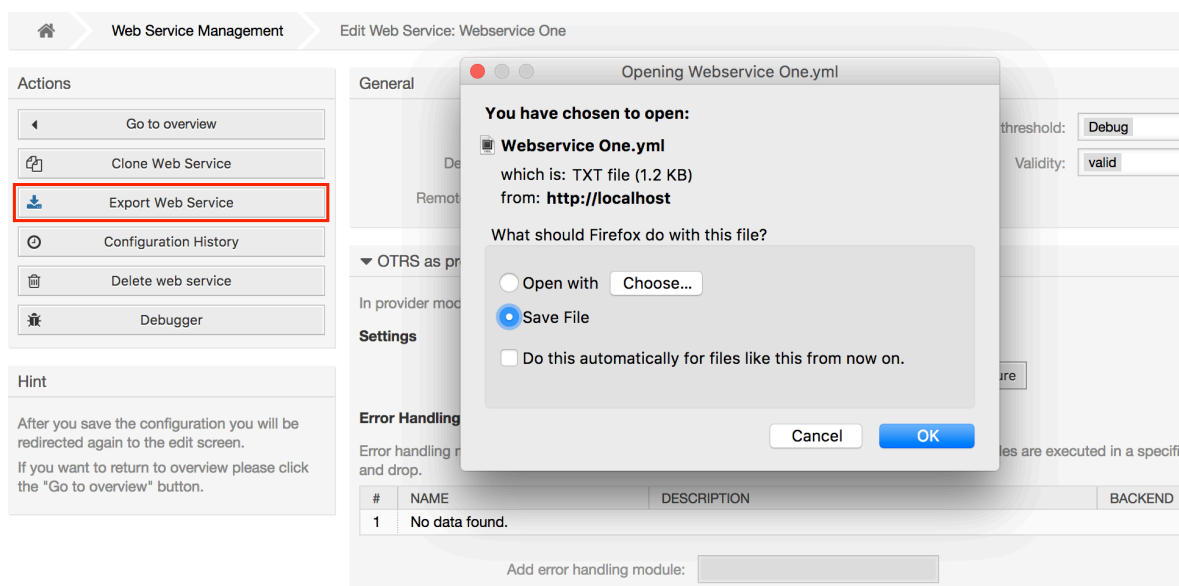 Web Service Management
Edit Web Service: Webservice One
Actions
Go to overview
Clone Web Service
Export Web Service
Configuration History
Delete web service
Debugger
Hint
After you save the configuration you will be
redirected again to the edit screen.
If you want to return to overview please click
the "Go to overview" button.
General
threshold:
Debug
Validity:
valid
De
Remot
OTRS as pr
In provider mod
Settings
ure
Error Handling
Error handling
les are executed in a specifi
and drop.
# NAME DESCRIPTION BACKEND
1 No data found.
Add error handling module:
Opening Webservice One.yml
You have chosen to open:
Webservice One.yml
which is: TXT file (1.2 KB)
from: http://localhost
What should Firefox do with this file?
Open with Choose...
Save File
Do this automatically for files like this from now on.
Cancel OK